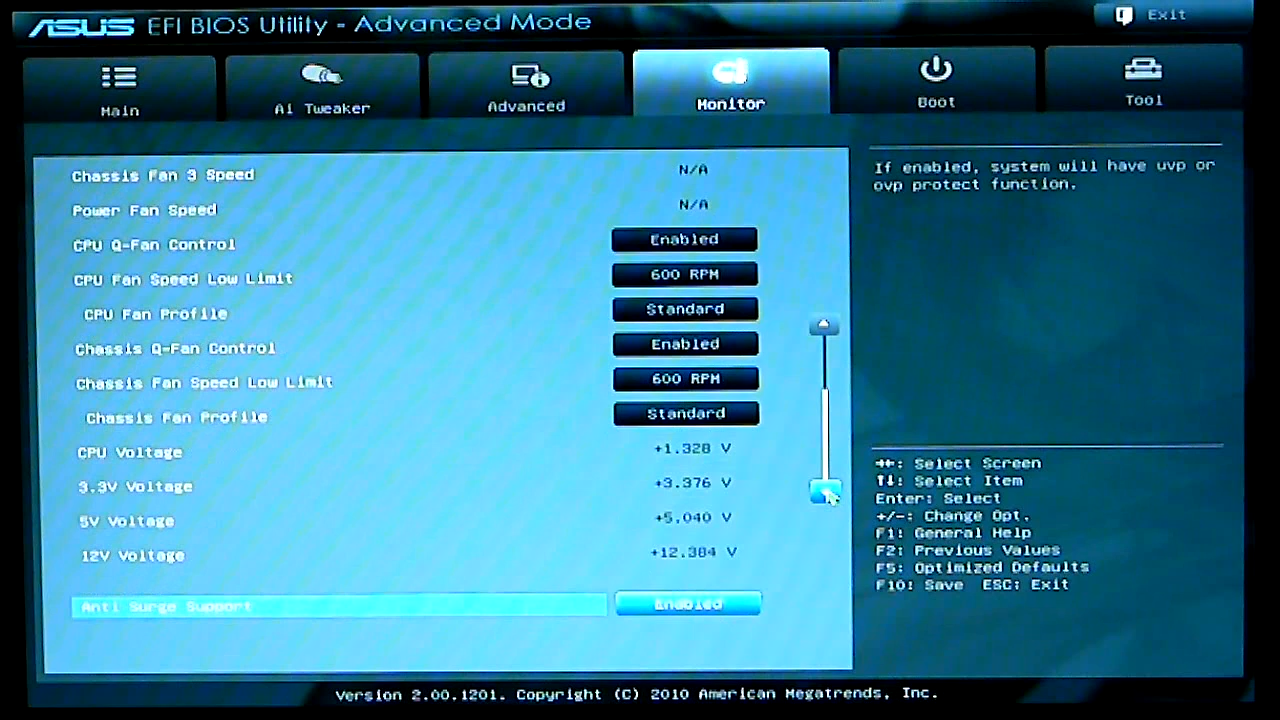 ASUS EFI BIOS Utility - Advanced Mode
Exit
Main
Ai Tweaker
Advanced
Monitor
Boot
Tool
Chassis Fan 3 Speed N/A
Power Fan Speed N/A
CPU Q-Fan Control Enabled
CPU Fan Speed Low Limit 600 RPM
CPU Fan Profile Standard
Chassis Q-Fan Control Enabled
Chassis Fan Speed Low Limit 600 RPM
Chassis Fan Profile Standard
CPU Voltage +1.328 V
3.3V Voltage +3.376 V
5V Voltage +5.040 V
12V Voltage +12.384 V
Anti Surge Support Enabled
If enabled, system will have uvp or
ovp protect function.
→←: Select Screen
↑↓: Select Item
Enter: Select
+/-: Change Opt.
F1: General Help
F2: Previous Values
F5: Optimized Defaults
F10: Save ESC: Exit
Version 2.00.1201. Copyright (C) 2010 American Megatrends, Inc.